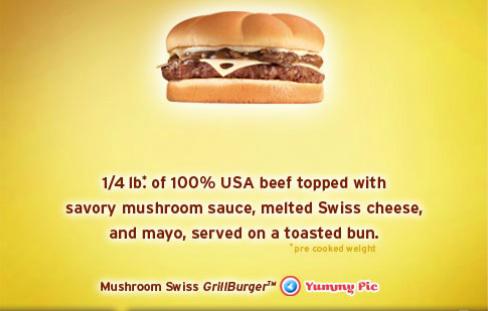 1/4 lb.* of 100% USA beef topped with
savory mushroom sauce, melted Swiss cheese,
and mayo, served on a toasted bun.
*pre cooked weight
Mushroom Swiss GrillBurger™ Yummy Pic